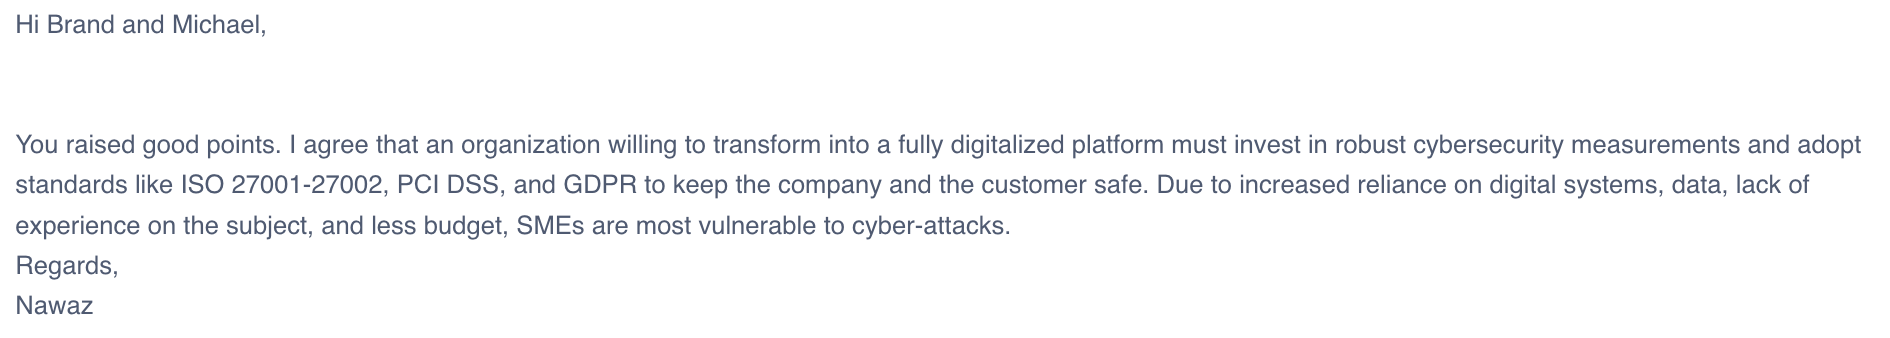 Hi Brand and Michael,
You raised good points. I agree that an organization willing to transform into a fully digitalized platform must invest in robust cybersecurity measurements and adopt
standards like ISO 27001-27002, PCI DSS, and GDPR to keep the company and the customer safe. Due to increased reliance on digital systems, data, lack of
experience on the subject, and less budget, SMEs are most vulnerable to cyber-attacks.
Regards,
Nawaz